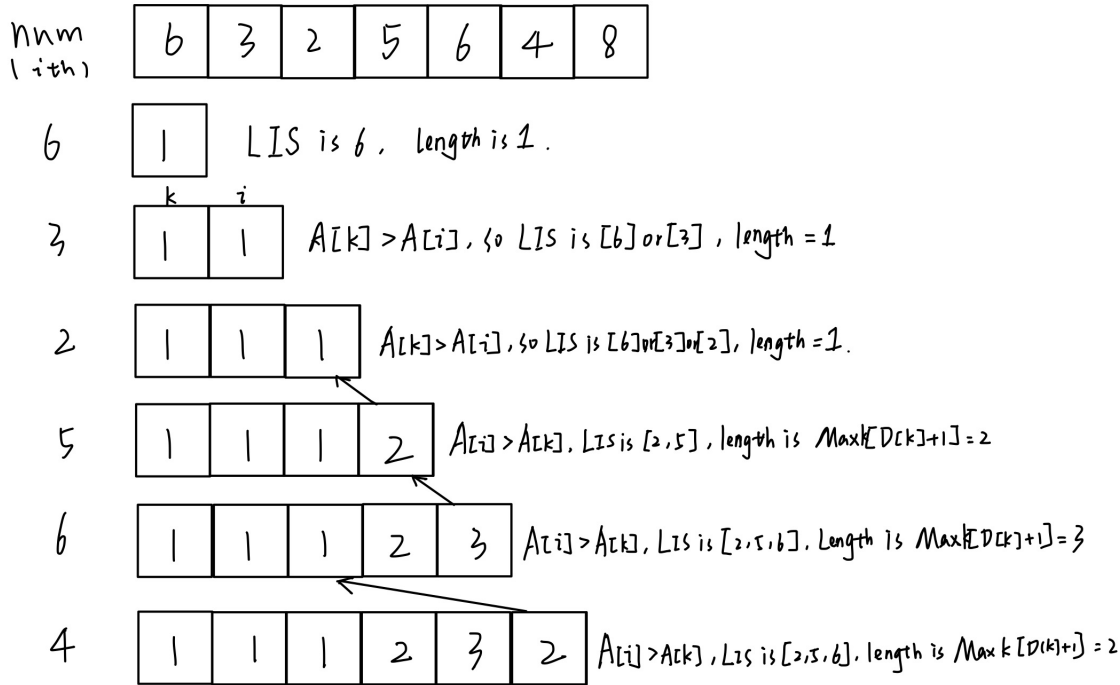 num 6 3 2 5 6 4 8
(ith)
6 1 LIS is 6, length is 1.
k i
3 1 1 A[k] > A[i], so LIS is [6] or [3], length = 1
2 1 1 1 A[k] > A[i], so LIS is [6]or[3]or[2], length = 1.
5 1 1 1 2 A[i] > A[k], LIS is [2,5], length is Maxk[D[k]+1] = 2
6 1 1 1 2 3 A[i] > A[k], LIS is [2,5,6], Length is Maxk[D[k]+1] = 3
4 1 1 1 2 3 2 A[i] > A[k], LIS is [2,5,6], length is Max k [D[k]+1] = 2